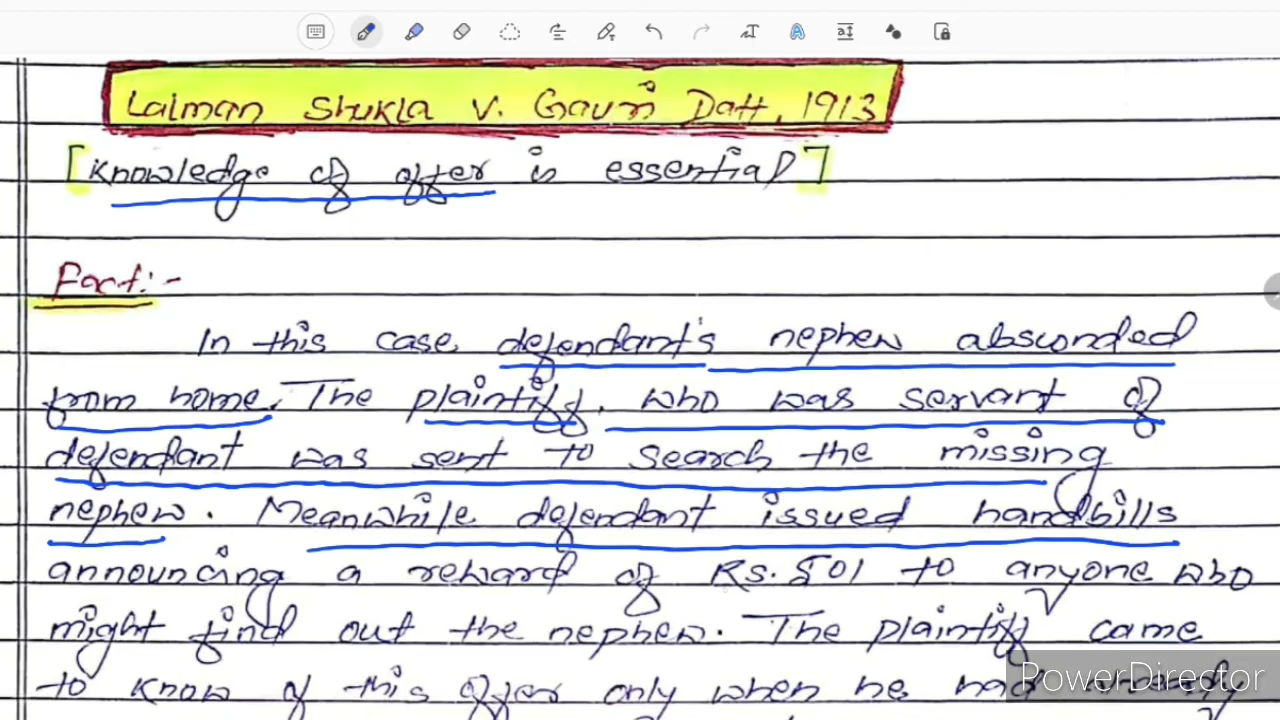 Lalman Shukla V. Gauri Datt, 1913
[Knowledge of offer is essential]
Fact:-
In this case, defendant's nephew absconded
from home. The plaintiff, who was servant of
defendant was sent to search the missing
nephew. Meanwhile defendant issued handbills
announcing a reward of Rs. 501 to anyone who
might find out the nephew. The plaintiff came
to know of this offer only when he had already
PowerDirector